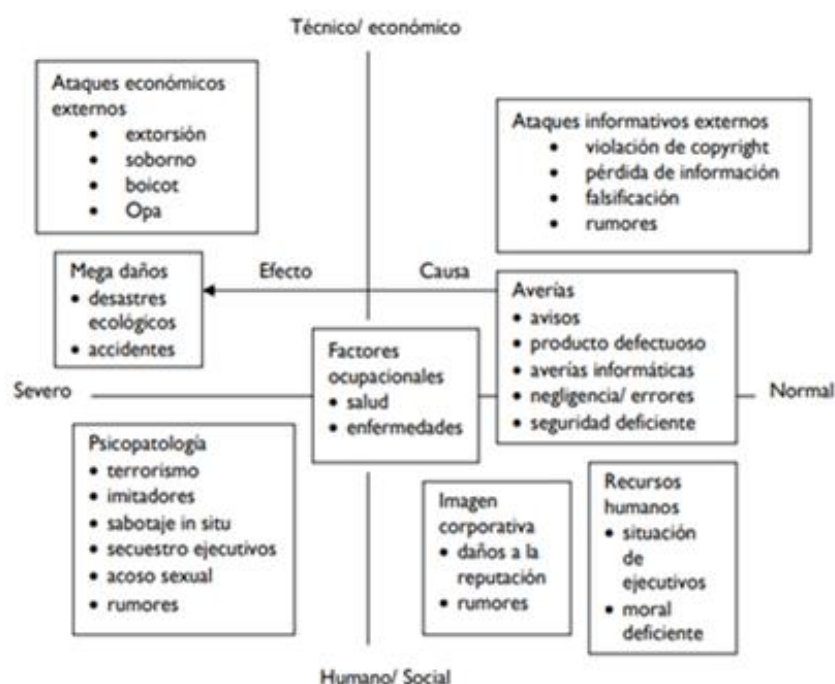 Técnico/ económico
Ataques económicos
externos
• extorsión
• soborno
• boicot
• Opa
Ataques informativos externos
• violación de copyright
• pérdida de información
• falsificación
• rumores
Mega daños
• desastres
ecológicos
• accidentes
Efecto
Causa
Averías
• avisos
• producto defectuoso
• averías informáticas
• negligencia/ errores
• seguridad deficiente
Factores
ocupacionales
• salud
• enfermedades
Severo
Normal
Psicopatología
• terrorismo
• imitadores
• sabotaje in situ
• secuestro ejecutivos
• acoso sexual
• rumores
Imagen
corporativa
• daños a la
reputación
• rumores
Recursos
humanos
• situación
de
ejecutivos
• moral
deficiente
Humano/ Social